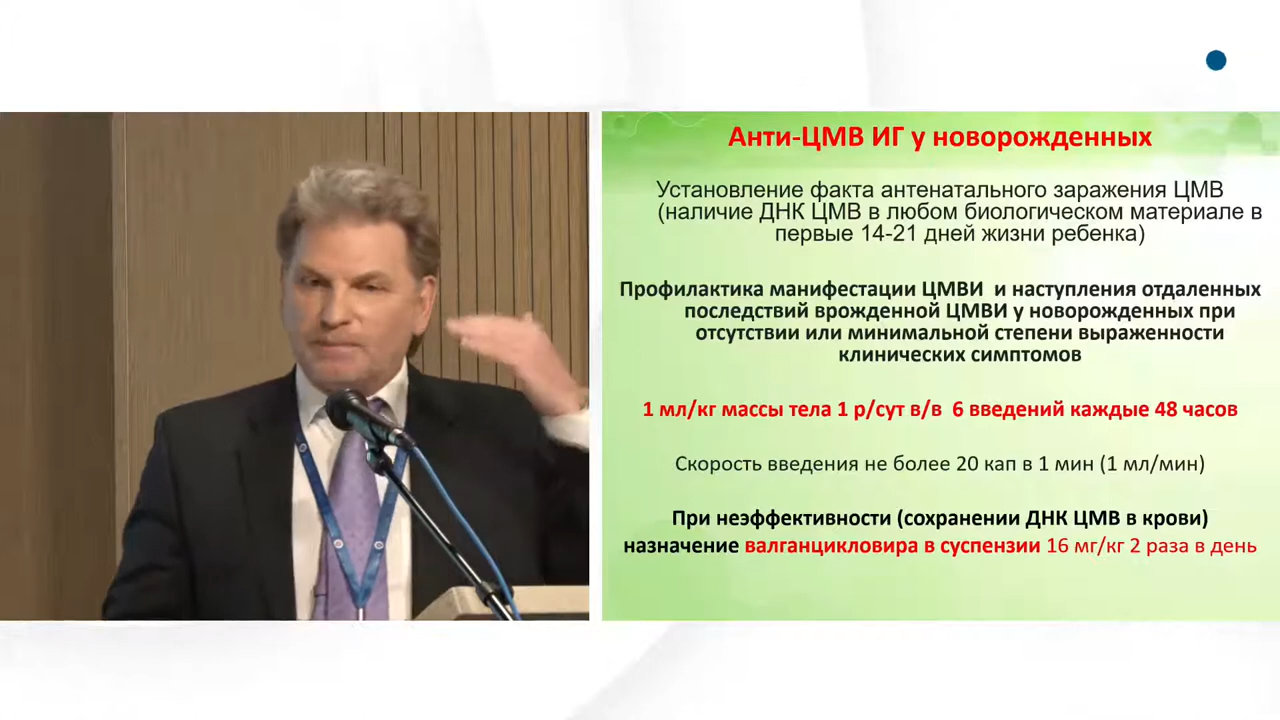 Анти-ЦМВ ИГ у новорожденных
Установление факта антенатального заражения ЦМВ
(наличие ДНК ЦМВ в любом биологическом материале в
первые 14-21 дней жизни ребенка)
Профилактика манифестации ЦМВИ и наступления отдаленных
последствий врожденной ЦМВИ у новорожденных при
отсутствии или минимальной степени выраженности
клинических симптомов
1 мл/кг массы тела 1 р/сут в/в 6 введений каждые 48 часов
Скорость введения не более 20 кап в 1 мин (1 мл/мин)
При неэффективности (сохранении ДНК ЦМВ в крови)
назначение валганцикловира в суспензии 16 мг/кг 2 раза в день